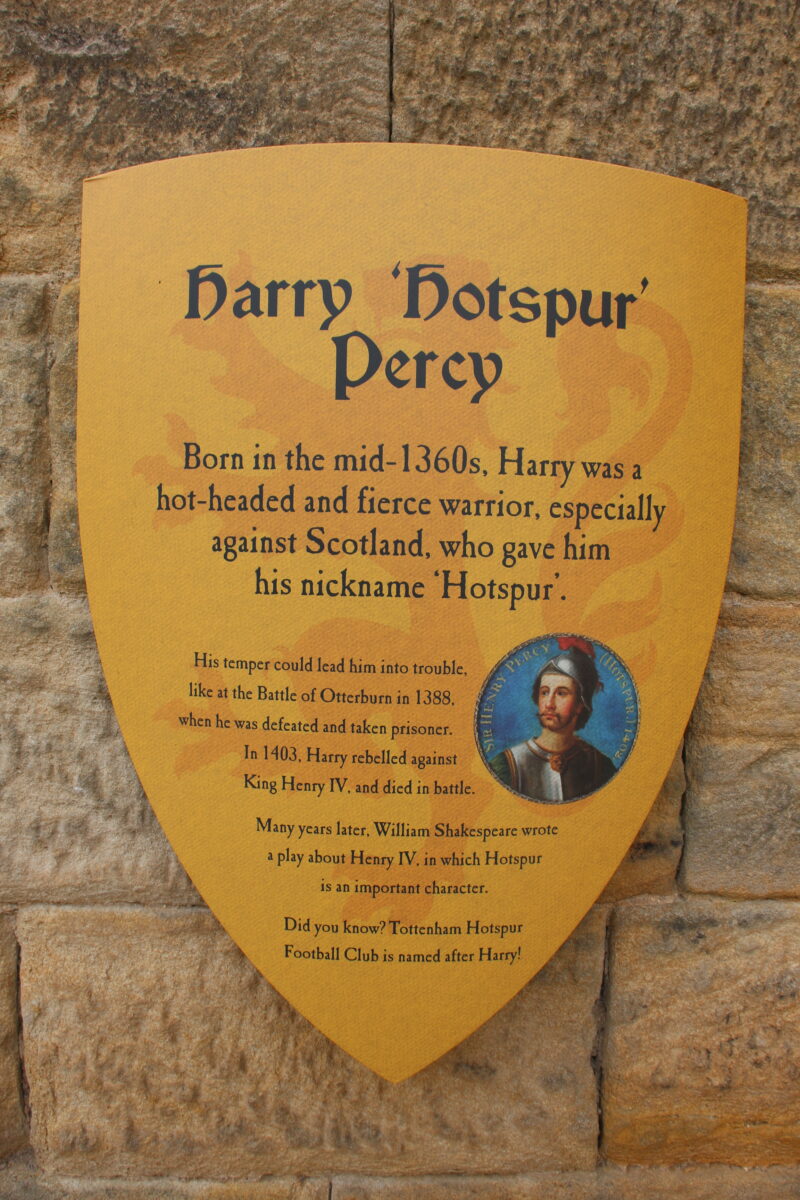 Harry ‘Hotspur’
Percy
Born in the mid-1360s, Harry was a
hot-headed and fierce warrior, especially
against Scotland, who gave him
his nickname ‘Hotspur’.
His temper could lead him into trouble,
like at the Battle of Otterburn in 1388,
when he was defeated and taken prisoner.
In 1403, Harry rebelled against
King Henry IV, and died in battle.
SIR HENRY PERCY (HOTSPUR)
Many years later, William Shakespeare wrote
a play about Henry IV, in which Hotspur
is an important character.
Did you know? Tottenham Hotspur
Football Club is named after Harry!